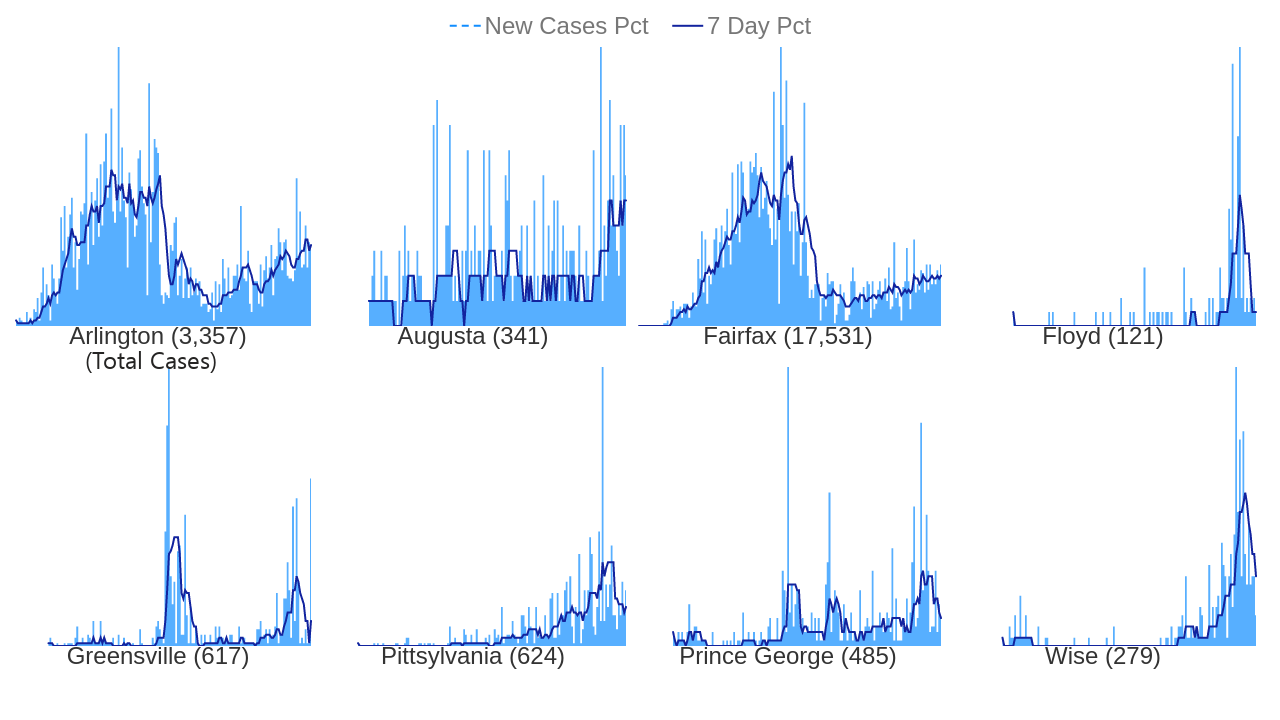 New Cases Pct 7 Day Pct
Arlington (3,357)
(Total Cases)
Augusta (341)
Fairfax (17,531)
Floyd (121)
Greensville (617)
Pittsylvania (624)
Prince George (485)
Wise (279)